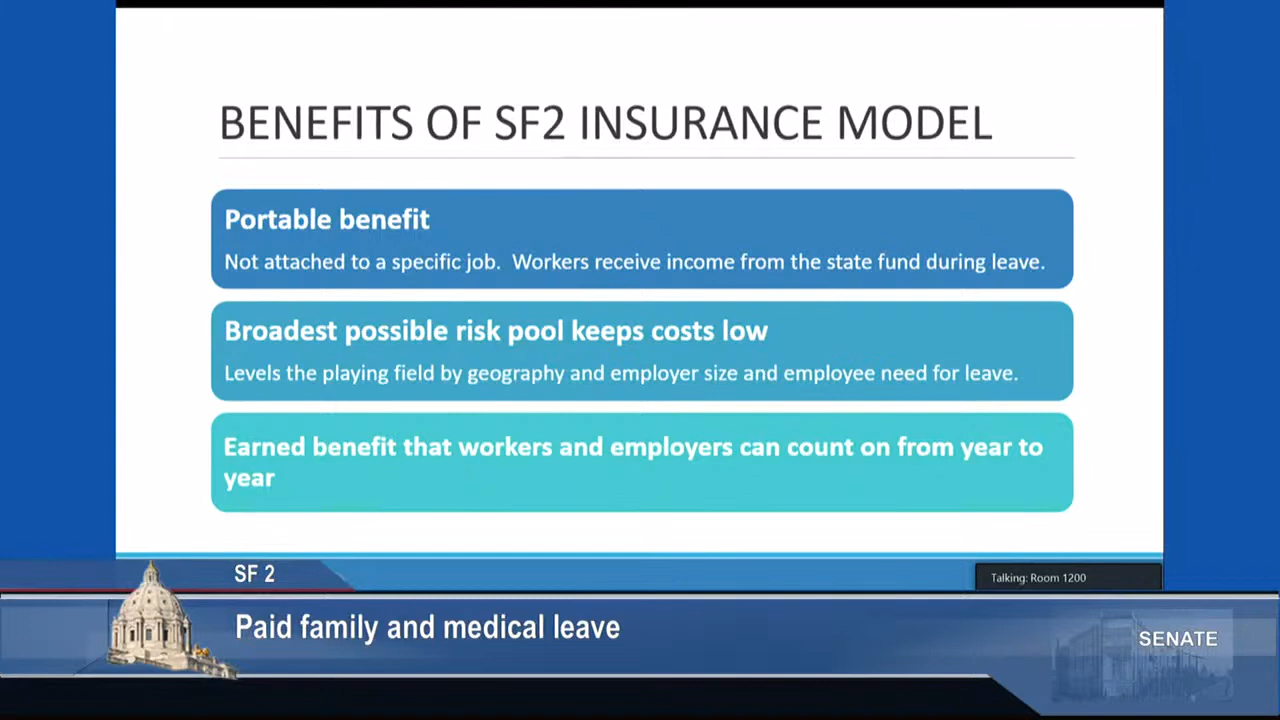 BENEFITS OF SF2 INSURANCE MODEL
Portable benefit
Not attached to a specific job. Workers receive income from the state fund during leave.
Broadest possible risk pool keeps costs low
Levels the playing field by geography and employer size and employee need for leave.
Earned benefit that workers and employers can count on from year to
year
SF 2
Talking: Room 1200
Paid family and medical leave
SENATE